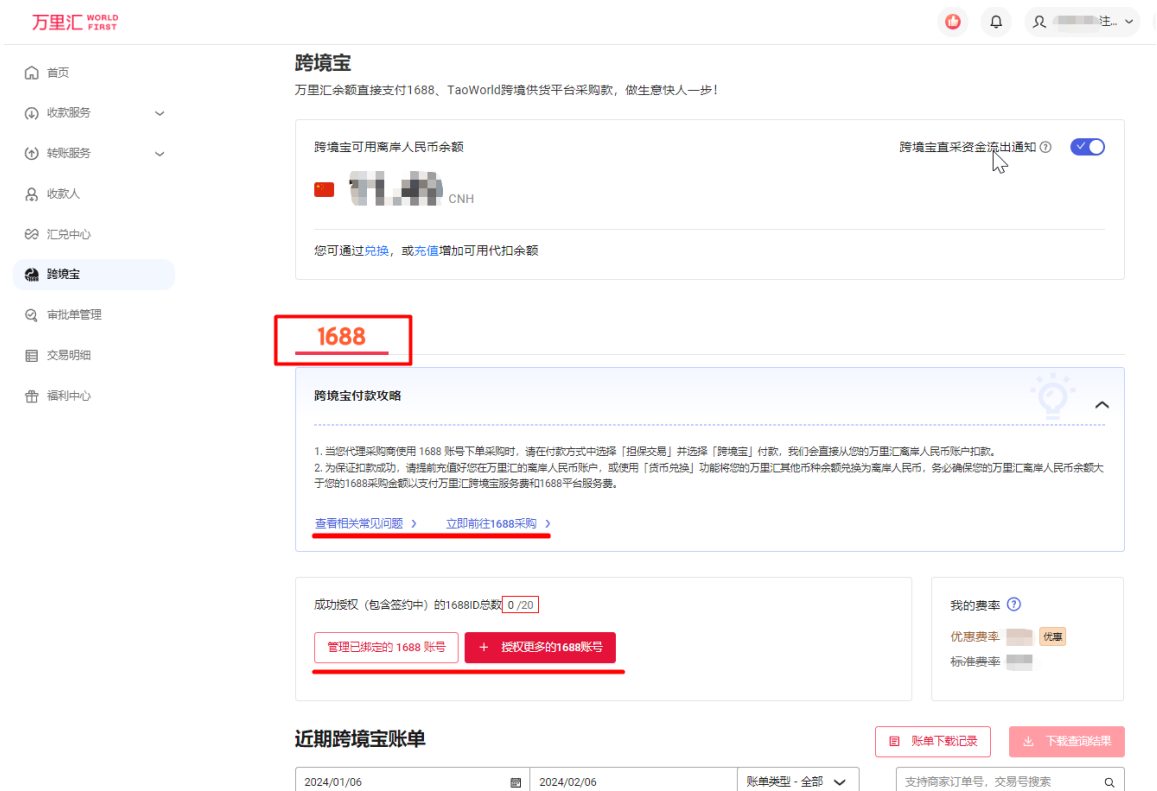 万里汇 WORLD FIRST
注...
首页
收款服务
转账服务
收款人
汇兑中心
跨境宝
审批单管理
交易明细
福利中心
跨境宝
万里汇余额直接支付1688、TaoWorld跨境供货平台采购款，做生意快人一步！
跨境宝可用离岸人民币余额
跨境宝直采资金流出通知
CNH
您可通过兑换，或充值增加可用代扣余额
1688
跨境宝付款攻略
1. 当您代理采购商使用 1688 账号下单采购时，请在付款方式中选择「担保交易」并选择「跨境宝」付款，我们会直接从您的万里汇离岸人民币账户扣款。
2. 为保证扣款成功，请提前充值好您在万里汇的离岸人民币账户，或使用「货币兑换」功能将您的万里汇其他币种余额兑换为离岸人民币，务必确保您的万里汇离岸人民币余额大
于您的1688采购金额以支付万里汇跨境宝服务费和1688平台服务费。
查看相关常见问题 >
立即前往1688采购 >
成功授权（包含签约中）的1688ID总数 0 /20
管理已绑定的 1688 账号
+ 授权更多的1688账号
我的费率
优惠费率 优惠
标准费率
近期跨境宝账单
账单下载记录
下载查询结果
2024/01/06
2024/02/06
账单类型 - 全部
支持商家订单号，交易号搜索